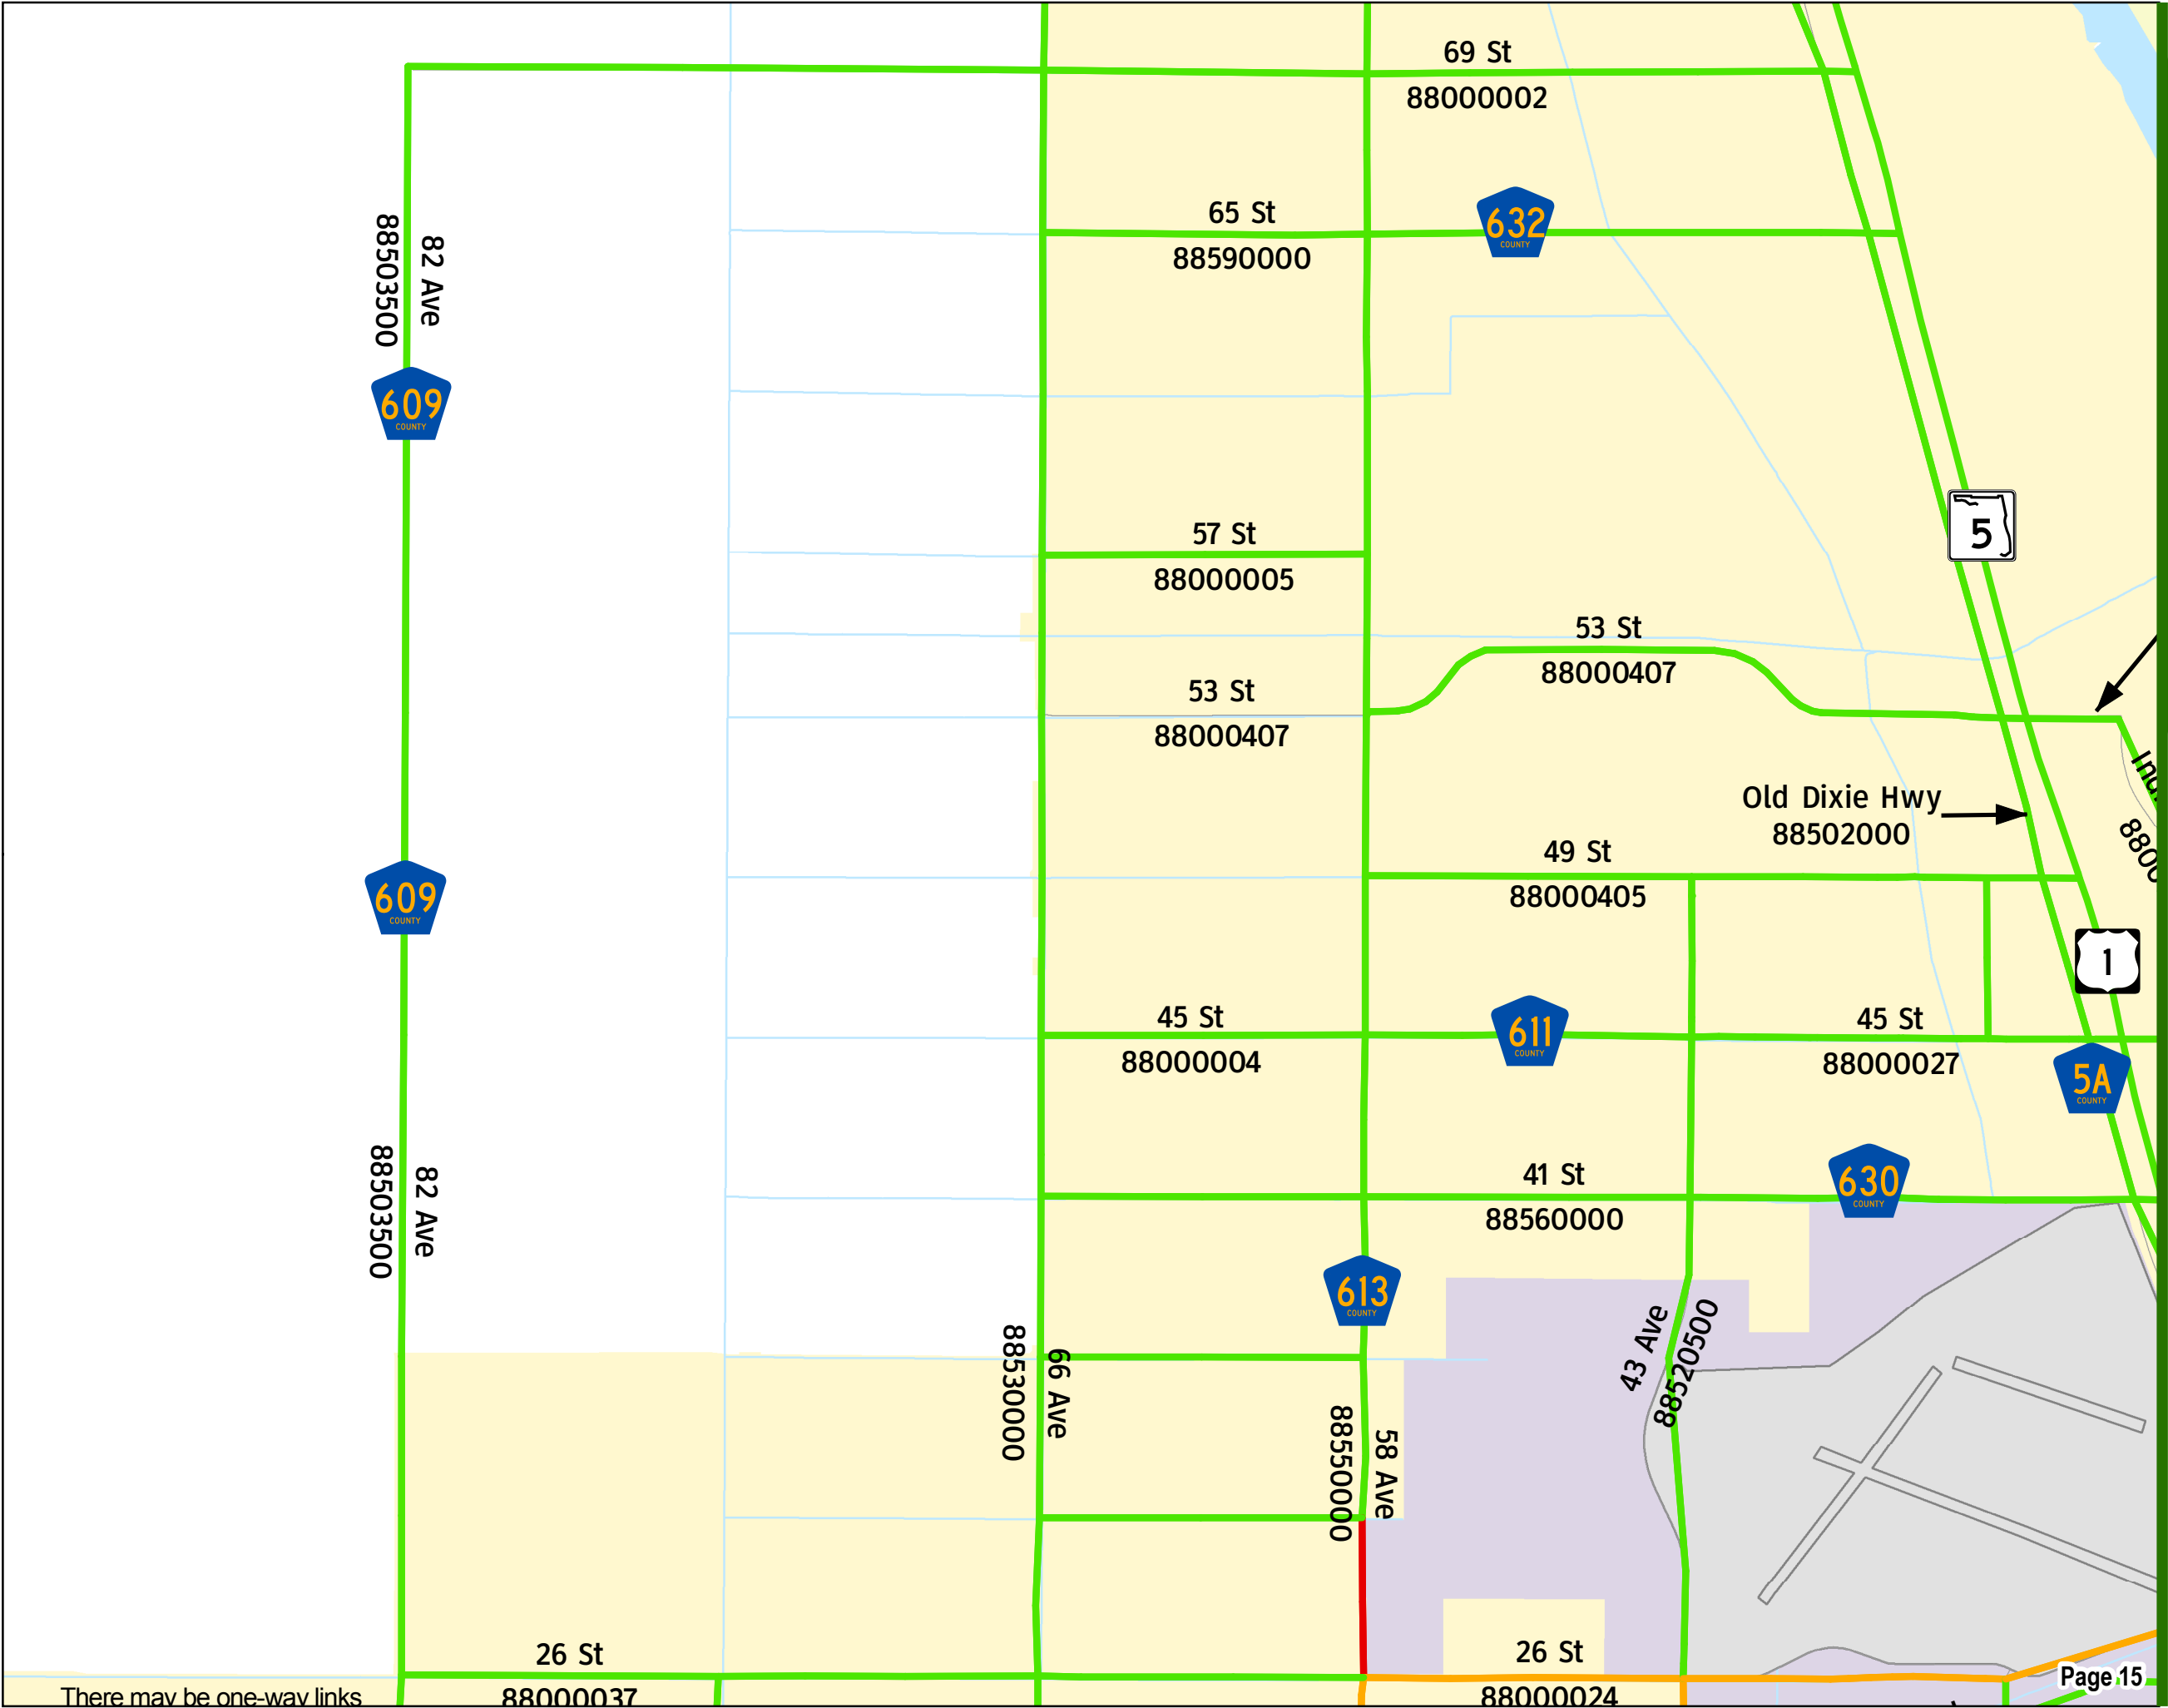 69 St
88000002
65 St
88590000
632
COUNTY
82 Ave
88503500
609
COUNTY
5
57 St
88000005
53 St
88000407
53 St
88000407
Old Dixie Hwy
88502000
49 St
88000405
609
COUNTY
1
45 St
88000004
611
COUNTY
45 St
88000027
5A
COUNTY
82 Ave
88503500
41 St
88560000
630
COUNTY
613
COUNTY
43 Ave
88520500
66 Ave
88530000
58 Ave
88550000
26 St
88000037
26 St
88000024
There may be one-way links
Page 15